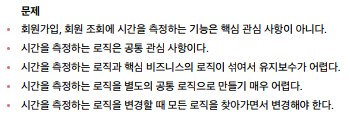 문제
회원가입, 회원 조회에 시간을 측정하는 기능은 핵심 관심 사항이 아니다.
시간을 측정하는 로직은 공통 관심 사항이다.
시간을 측정하는 로직과 핵심 비즈니스의 로직이 섞여서 유지보수가 어렵다.
시간을 측정하는 로직을 별도의 공통 로직으로 만들기 매우 어렵다.
시간을 측정하는 로직을 변경할 때 모든 로직을 찾아가면서 변경해야 한다.